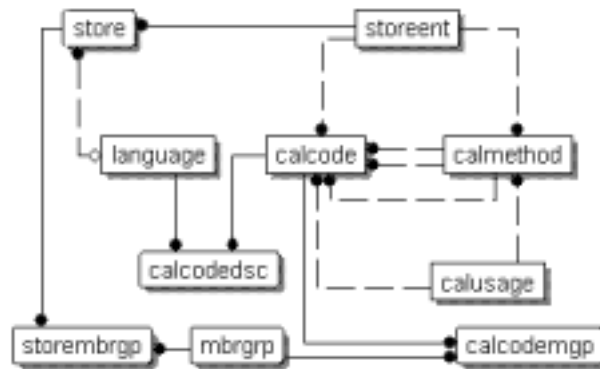 store
storeent
language
calcode
calmethod
calcodedsc
calusage
storembrgp
mbrgrp
calcodemgp